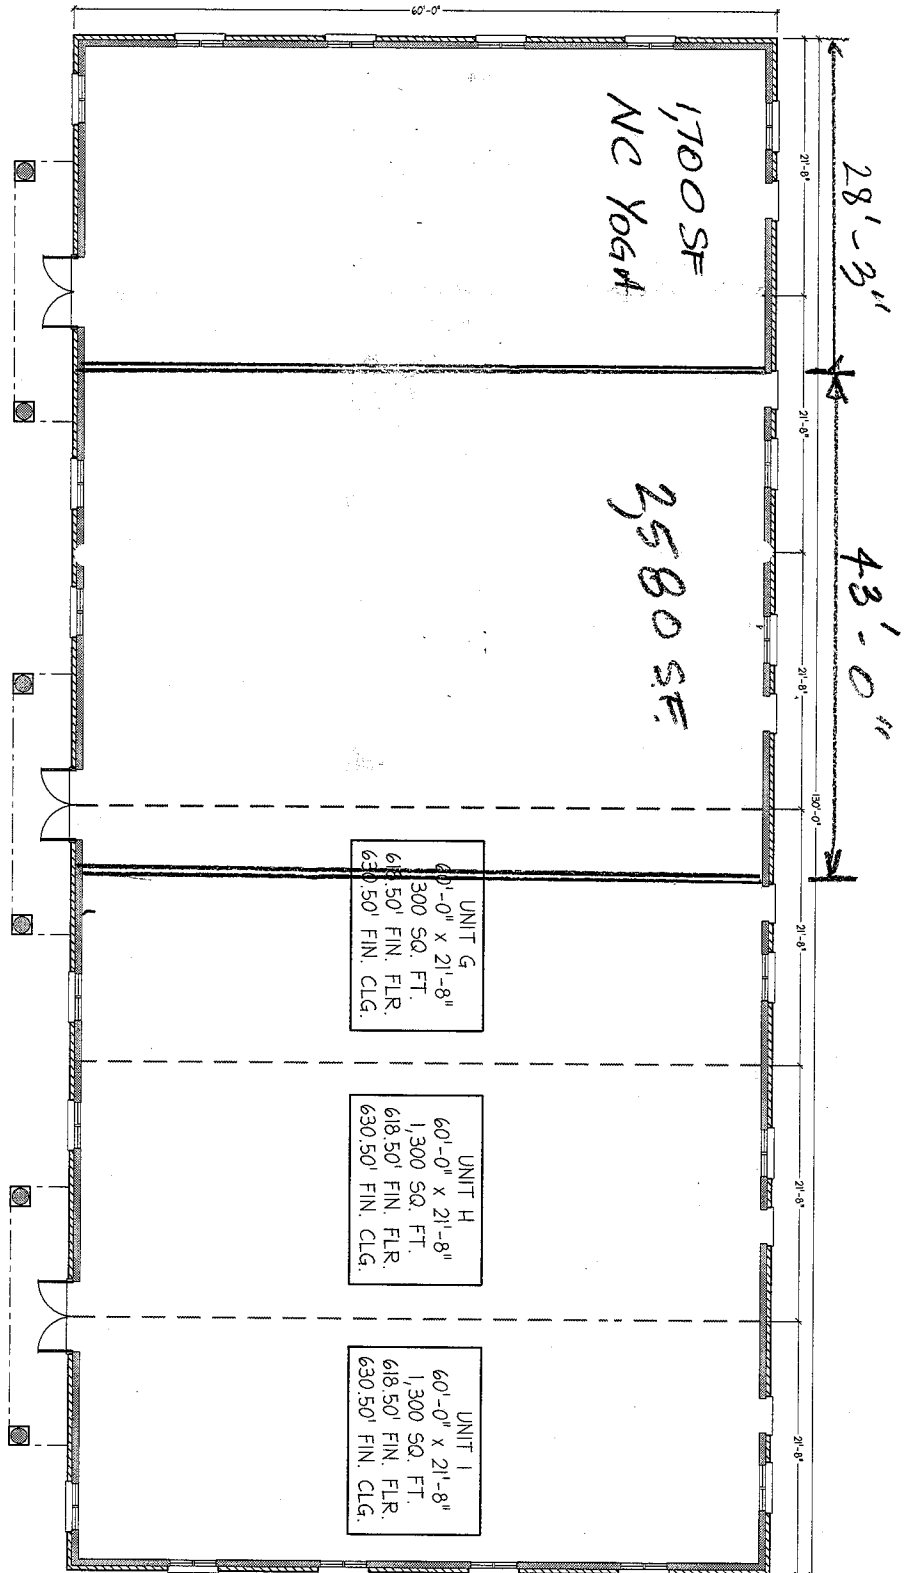 60'-0"
28'-3"
43'-0"
21'-8"
21'-8"
21'-8"
21'-8"
21'-8"
21'-8"
130'-0"
1,700 SF
NC YOGA
2,580 S.F.
UNIT G
60'-0" x 21'-8"
300 SQ. FT.
618.50' FIN. FLR.
630.50' FIN. CLG.
UNIT H
60'-0" x 21'-8"
1,300 SQ. FT.
618.50' FIN. FLR.
630.50' FIN. CLG.
UNIT I
60'-0" x 21'-8"
1,300 SQ. FT.
618.50' FIN. FLR.
630.50' FIN. CLG.